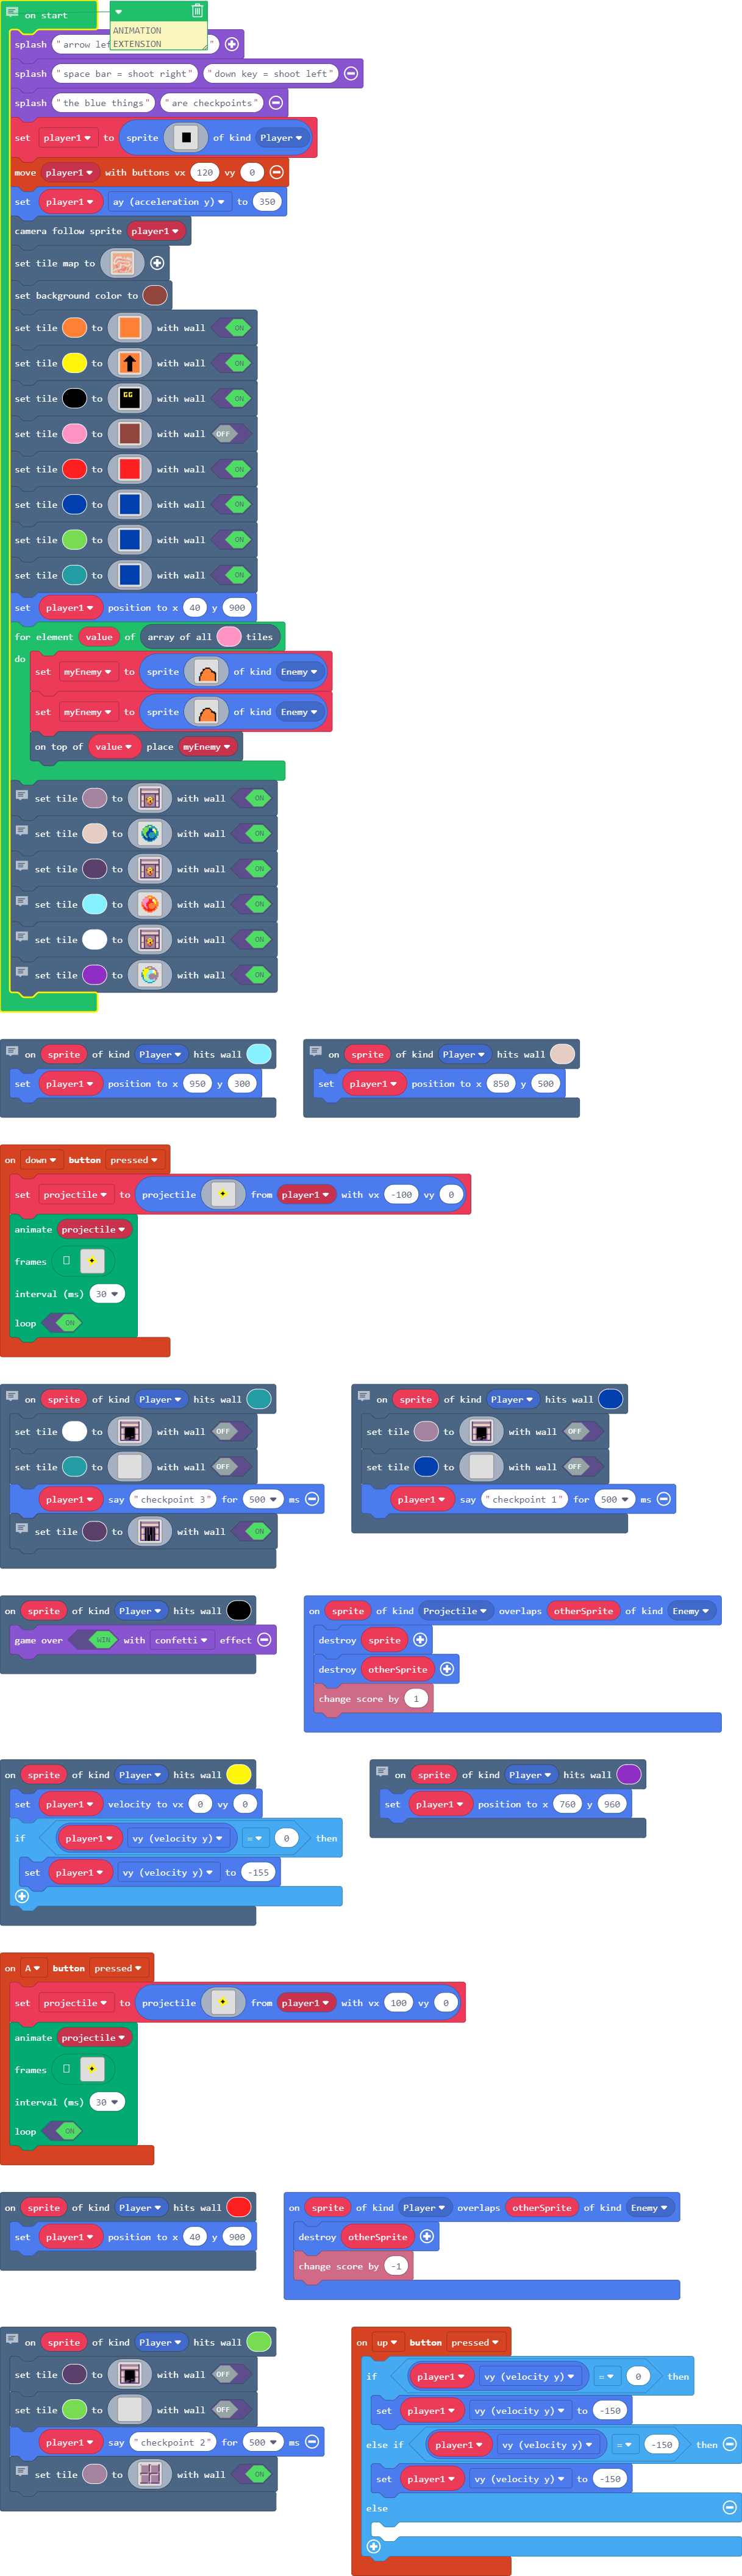 on start
ANIMATION
EXTENSION
splash "arrow lef "
splash "space bar = shoot right" "down key = shoot left"
splash "the blue things" "are checkpoints"
set player1 to sprite of kind Player
move player1 with buttons vx 120 vy 0
set player1 ay (acceleration y) to 350
camera follow sprite player1
set tile map to
set background color to
set tile to with wall ON
set tile to with wall ON
set tile to GG with wall ON
set tile to with wall OFF
set tile to with wall ON
set tile to with wall ON
set tile to with wall ON
set tile to with wall ON
set player1 position to x 40 y 900
for element value of array of all tiles
do
set myEnemy to sprite of kind Enemy
set myEnemy to sprite of kind Enemy
on top of value place myEnemy
set tile to with wall ON
set tile to with wall ON
set tile to with wall ON
set tile to with wall ON
set tile to with wall ON
set tile to with wall ON
on sprite of kind Player hits wall
set player1 position to x 950 y 300
on sprite of kind Player hits wall
set player1 position to x 850 y 500
on down button pressed
set projectile to projectile from player1 with vx -100 vy 0
animate projectile
frames
interval (ms) 30
loop ON
on sprite of kind Player hits wall
set tile to with wall OFF
set tile to with wall OFF
player1 say "checkpoint 3" for 500 ms
set tile to with wall ON
on sprite of kind Player hits wall
set tile to with wall OFF
set tile to with wall OFF
player1 say "checkpoint 1" for 500 ms
on sprite of kind Player hits wall
game over WIN with confetti effect
on sprite of kind Projectile overlaps otherSprite of kind Enemy
destroy sprite
destroy otherSprite
change score by 1
on sprite of kind Player hits wall
set player1 velocity to vx 0 vy 0
if player1 vy (velocity y) = 0 then
set player1 vy (velocity y) to -155
on sprite of kind Player hits wall
set player1 position to x 760 y 960
on A button pressed
set projectile to projectile from player1 with vx 100 vy 0
animate projectile
frames
interval (ms) 30
loop ON
on sprite of kind Player hits wall
set player1 position to x 40 y 900
on sprite of kind Player overlaps otherSprite of kind Enemy
destroy otherSprite
change score by -1
on sprite of kind Player hits wall
set tile to with wall OFF
set tile to with wall OFF
player1 say "checkpoint 2" for 500 ms
set tile to with wall ON
on up button pressed
if player1 vy (velocity y) = 0 then
set player1 vy (velocity y) to -150
else if player1 vy (velocity y) = -150 then
set player1 vy (velocity y) to -150
else